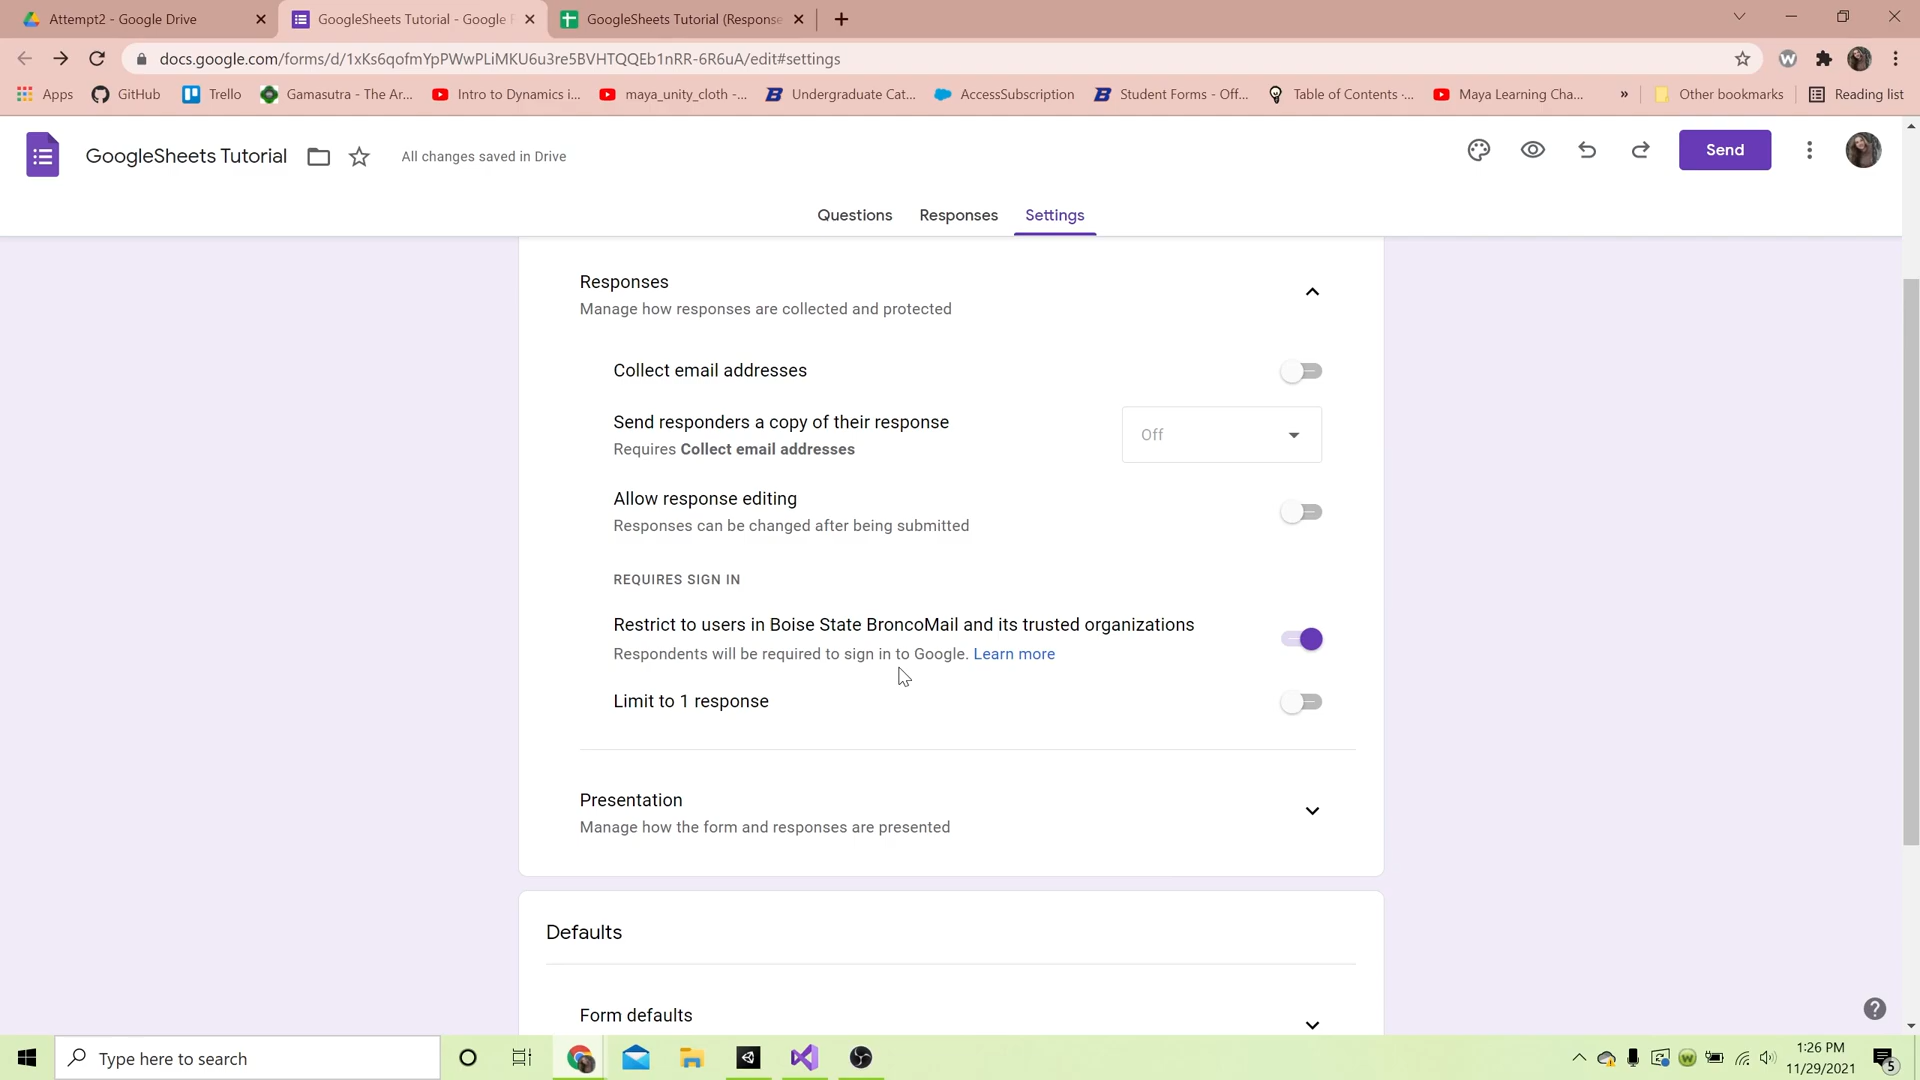 Attempt2 - Google Drive
GoogleSheets Tutorial - Google F
GoogleSheets Tutorial (Response
docs.google.com/forms/d/1xKs6qofmYpPWwPLiMKU6u3re5BVHTQQEb1nRR-6R6uA/edit#settings
Apps
GitHub
Trello
Gamasutra - The Ar...
Intro to Dynamics i...
maya_unity_cloth -...
Undergraduate Cat...
AccessSubscription
Student Forms - Off...
Table of Contents ·...
Maya Learning Cha...
»
Other bookmarks
Reading list
GoogleSheets Tutorial
All changes saved in Drive
Send
Questions
Responses
Settings
Responses
Manage how responses are collected and protected
Collect email addresses
Send responders a copy of their response
Requires Collect email addresses
Off
Allow response editing
Responses can be changed after being submitted
REQUIRES SIGN IN
Restrict to users in Boise State BroncoMail and its trusted organizations
Respondents will be required to sign in to Google. Learn more
Limit to 1 response
Presentation
Manage how the form and responses are presented
Defaults
Form defaults
Type here to search
1:26 PM
11/29/2021
5